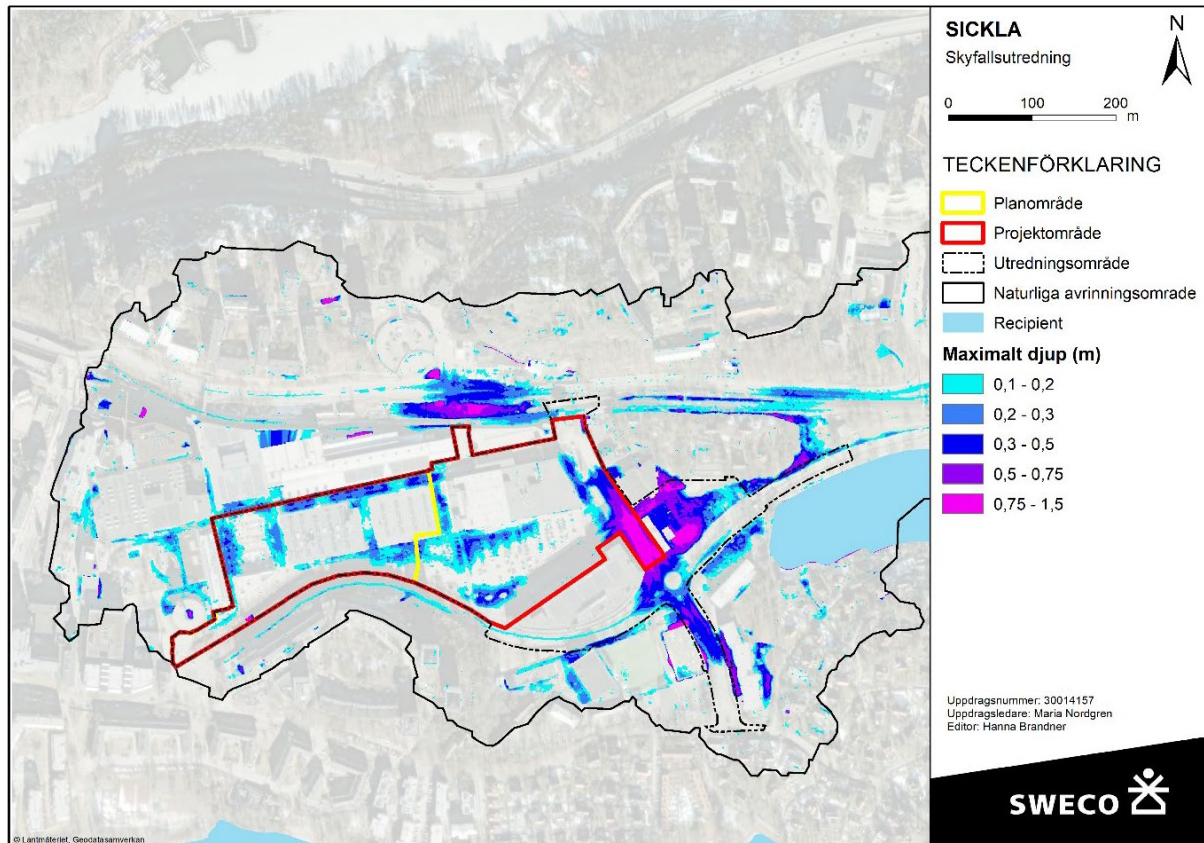 SICKLA
Skyfallsutredning
N
0 100 200
m
TECKENFÖRKLARING
Planområde
Projektområde
Utredningsområde
Naturliga avrinningsområde
Recipient
Maximalt djup (m)
0,1 - 0,2
0,2 - 0,3
0,3 - 0,5
0,5 - 0,75
0,75 - 1,5
Uppdragsnummer: 30014157
Uppdragsledare: Maria Nordgren
Editor: Hanna Brandner
SWECO
© Lantmäteriet, Geodatasamverkan